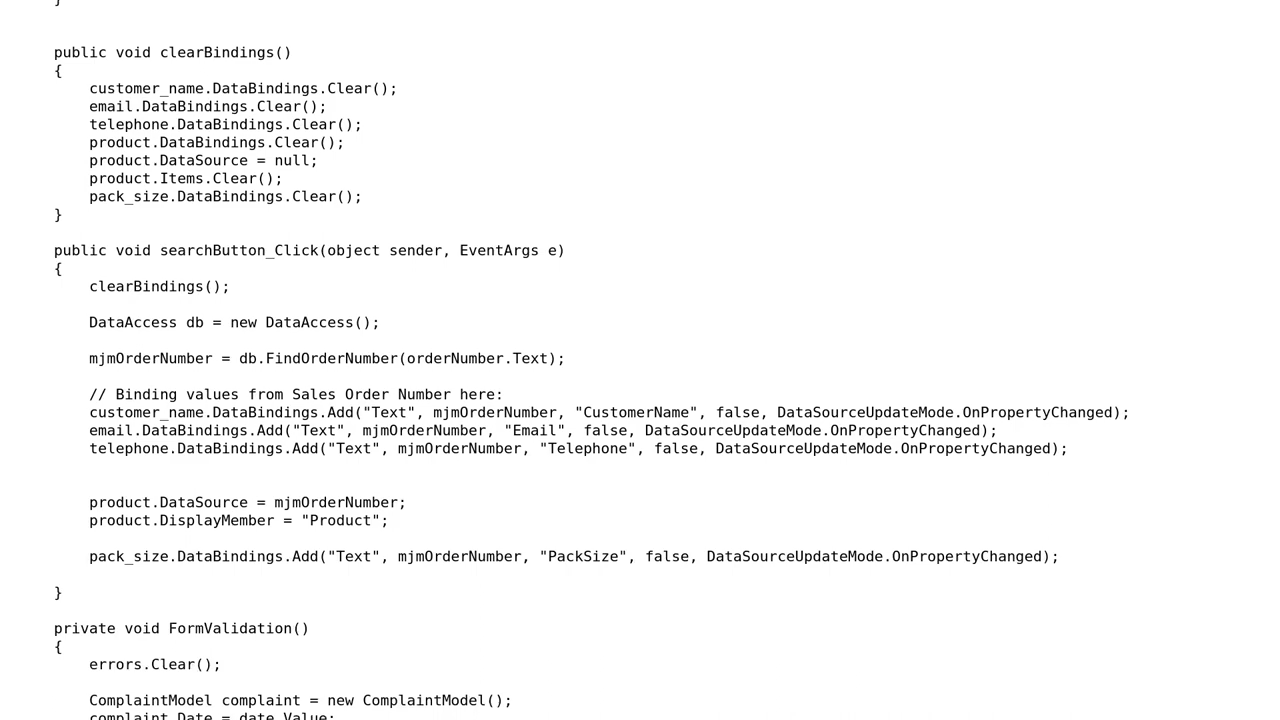 }
public void clearBindings()
{
    customer_name.DataBindings.Clear();
    email.DataBindings.Clear();
    telephone.DataBindings.Clear();
    product.DataBindings.Clear();
    product.DataSource = null;
    product.Items.Clear();
    pack_size.DataBindings.Clear();
}
public void searchButton_Click(object sender, EventArgs e)
{
    clearBindings();
    DataAccess db = new DataAccess();
    mjmOrderNumber = db.FindOrderNumber(orderNumber.Text);
    // Binding values from Sales Order Number here:
    customer_name.DataBindings.Add("Text", mjmOrderNumber, "CustomerName", false, DataSourceUpdateMode.OnPropertyChanged);
    email.DataBindings.Add("Text", mjmOrderNumber, "Email", false, DataSourceUpdateMode.OnPropertyChanged);
    telephone.DataBindings.Add("Text", mjmOrderNumber, "Telephone", false, DataSourceUpdateMode.OnPropertyChanged);
    product.DataSource = mjmOrderNumber;
    product.DisplayMember = "Product";
    pack_size.DataBindings.Add("Text", mjmOrderNumber, "PackSize", false, DataSourceUpdateMode.OnPropertyChanged);
}
private void FormValidation()
{
    errors.Clear();
    ComplaintModel complaint = new ComplaintModel();
    complaint.Date = date.Value;